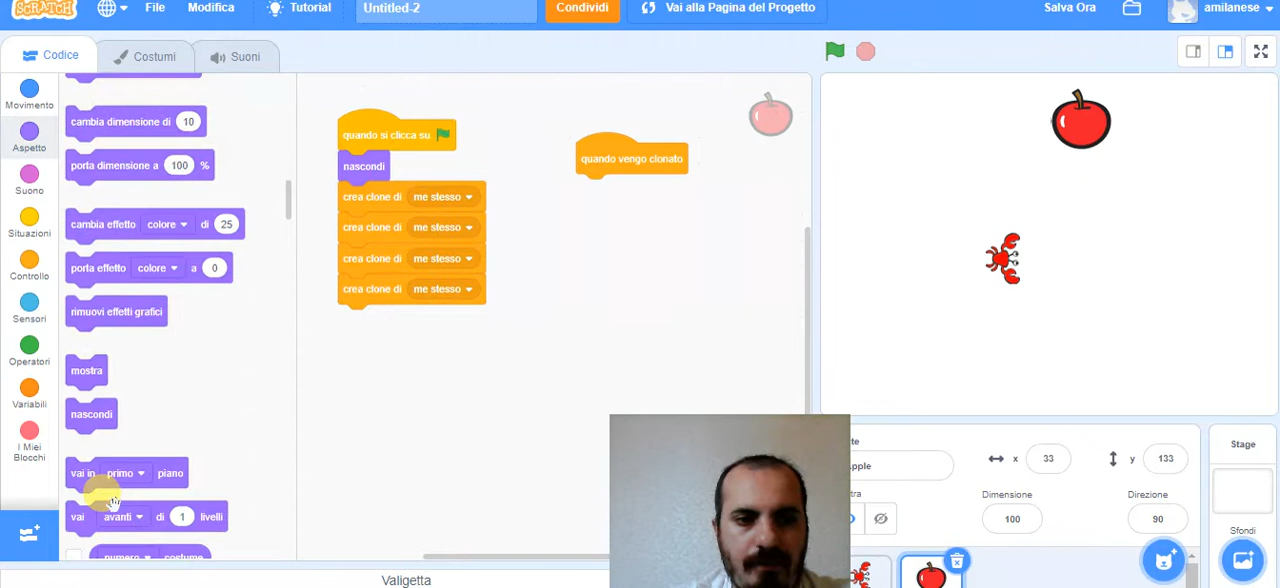 SCRATCH File Modifica Tutorial Untitled-2 Condividi Vai alla Pagina del Progetto Salva Ora amilanese
Codice Costumi Suoni
Movimento
Aspetto
Suono
Situazioni
Controllo
Sensori
Operatori
Variabili
I Miei
Blocchi
cambia dimensione di 10
porta dimensione a 100 %
cambia effetto colore di 25
porta effetto colore a 0
rimuovi effetti grafici
mostra
nascondi
vai in primo piano
vai avanti di 1 livelli
numero costume
quando si clicca su
nascondi
crea clone di me stesso
crea clone di me stesso
crea clone di me stesso
crea clone di me stesso
quando vengo clonato
Valigetta
x 33 y 133
Dimensione Direzione
100 90
Stage
Sfondi